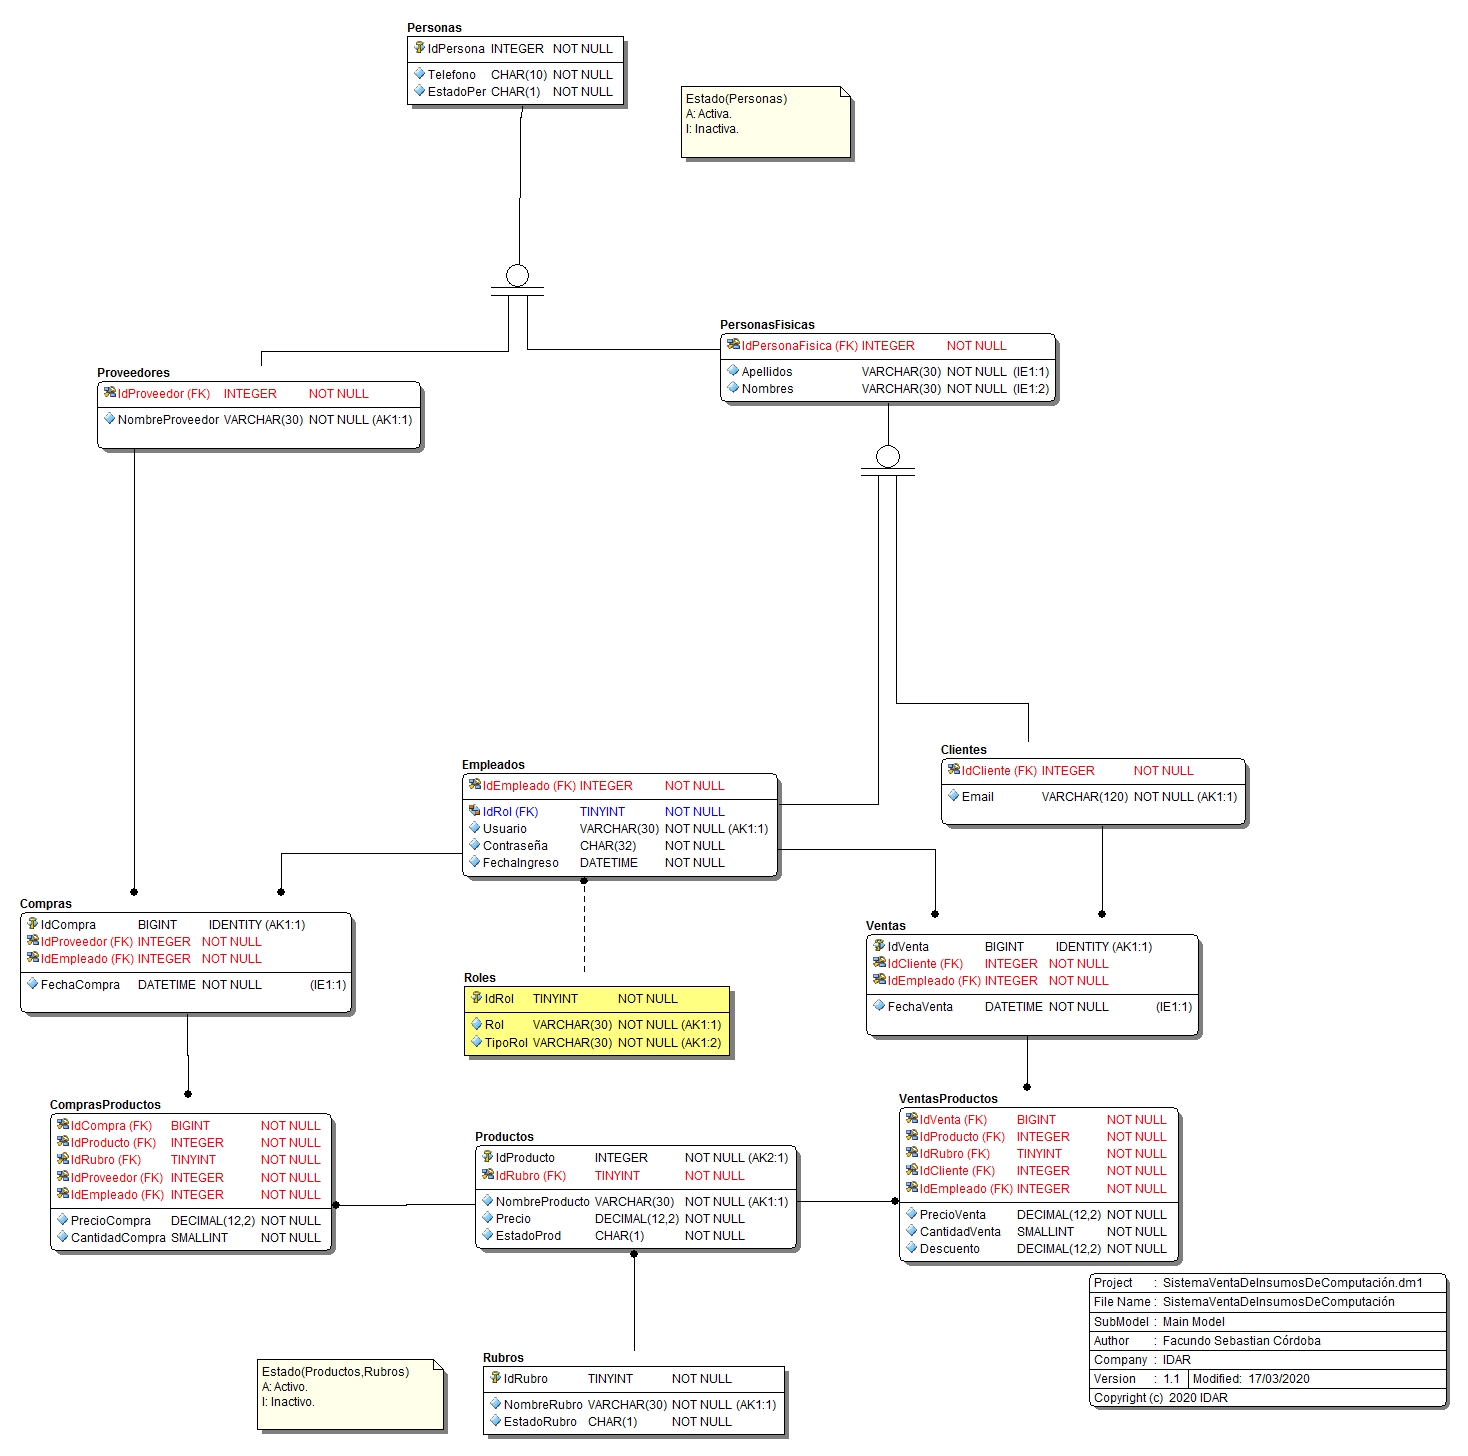 Personas
IdPersona INTEGER NOT NULL
Telefono CHAR(10) NOT NULL
EstadoPer CHAR(1) NOT NULL
Estado(Personas)
A: Activa.
I: Inactiva.
PersonasFisicas
IdPersonaFisica (FK) INTEGER NOT NULL
Apellidos VARCHAR(30) NOT NULL (IE1:1)
Nombres VARCHAR(30) NOT NULL (IE1:2)
Proveedores
IdProveedor (FK) INTEGER NOT NULL
NombreProveedor VARCHAR(30) NOT NULL (AK1:1)
Clientes
IdCliente (FK) INTEGER NOT NULL
Email VARCHAR(120) NOT NULL (AK1:1)
Empleados
IdEmpleado (FK) INTEGER NOT NULL
IdRol (FK) TINYINT NOT NULL
Usuario VARCHAR(30) NOT NULL (AK1:1)
Contraseña CHAR(32) NOT NULL
FechaIngreso DATETIME NOT NULL
Compras
IdCompra BIGINT IDENTITY (AK1:1)
IdProveedor (FK) INTEGER NOT NULL
IdEmpleado (FK) INTEGER NOT NULL
FechaCompra DATETIME NOT NULL (IE1:1)
Ventas
IdVenta BIGINT IDENTITY (AK1:1)
IdCliente (FK) INTEGER NOT NULL
IdEmpleado (FK) INTEGER NOT NULL
FechaVenta DATETIME NOT NULL (IE1:1)
Roles
IdRol TINYINT NOT NULL
Rol VARCHAR(30) NOT NULL (AK1:1)
TipoRol VARCHAR(30) NOT NULL (AK1:2)
ComprasProductos
IdCompra (FK) BIGINT NOT NULL
IdProducto (FK) INTEGER NOT NULL
IdRubro (FK) TINYINT NOT NULL
IdProveedor (FK) INTEGER NOT NULL
IdEmpleado (FK) INTEGER NOT NULL
PrecioCompra DECIMAL(12,2) NOT NULL
CantidadCompra SMALLINT NOT NULL
Productos
IdProducto INTEGER NOT NULL (AK2:1)
IdRubro (FK) TINYINT NOT NULL
NombreProducto VARCHAR(30) NOT NULL (AK1:1)
Precio DECIMAL(12,2) NOT NULL
EstadoProd CHAR(1) NOT NULL
VentasProductos
IdVenta (FK) BIGINT NOT NULL
IdProducto (FK) INTEGER NOT NULL
IdRubro (FK) TINYINT NOT NULL
IdCliente (FK) INTEGER NOT NULL
IdEmpleado (FK) INTEGER NOT NULL
PrecioVenta DECIMAL(12,2) NOT NULL
CantidadVenta SMALLINT NOT NULL
Descuento DECIMAL(12,2) NOT NULL
Rubros
IdRubro TINYINT NOT NULL
NombreRubro VARCHAR(30) NOT NULL (AK1:1)
EstadoRubro CHAR(1) NOT NULL
Estado(Productos,Rubros)
A: Activo.
I: Inactivo.
Project : SistemaVentaDeInsumosDeComputación.dm1
File Name : SistemaVentaDeInsumosDeComputación
SubModel : Main Model
Author : Facundo Sebastian Córdoba
Company : IDAR
Version : 1.1 Modified: 17/03/2020
Copyright (c) 2020 IDAR